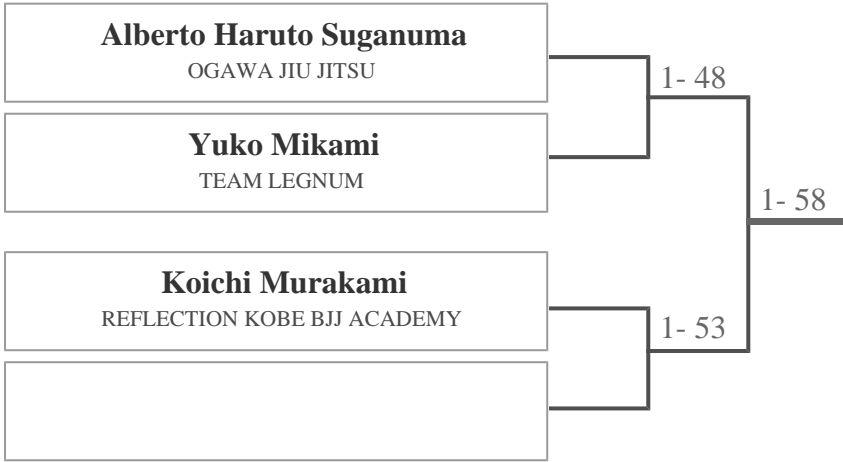 Alberto Haruto Suganuma
OGAWA JIU JITSU
1- 48
Yuko Mikami
TEAM LEGNUM
1- 58
Koichi Murakami
REFLECTION KOBE BJJ ACADEMY
1- 53